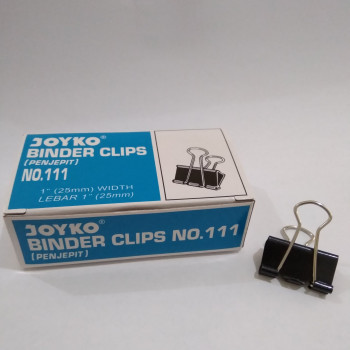 JOYKO®
BINDER CLIPS
[PENJEPIT]
NO.111
1" (25mm) WIDTH
LEBAR 1" (25mm)
JOYKO®
BINDER CLIPS NO.111
[PENJEPIT]